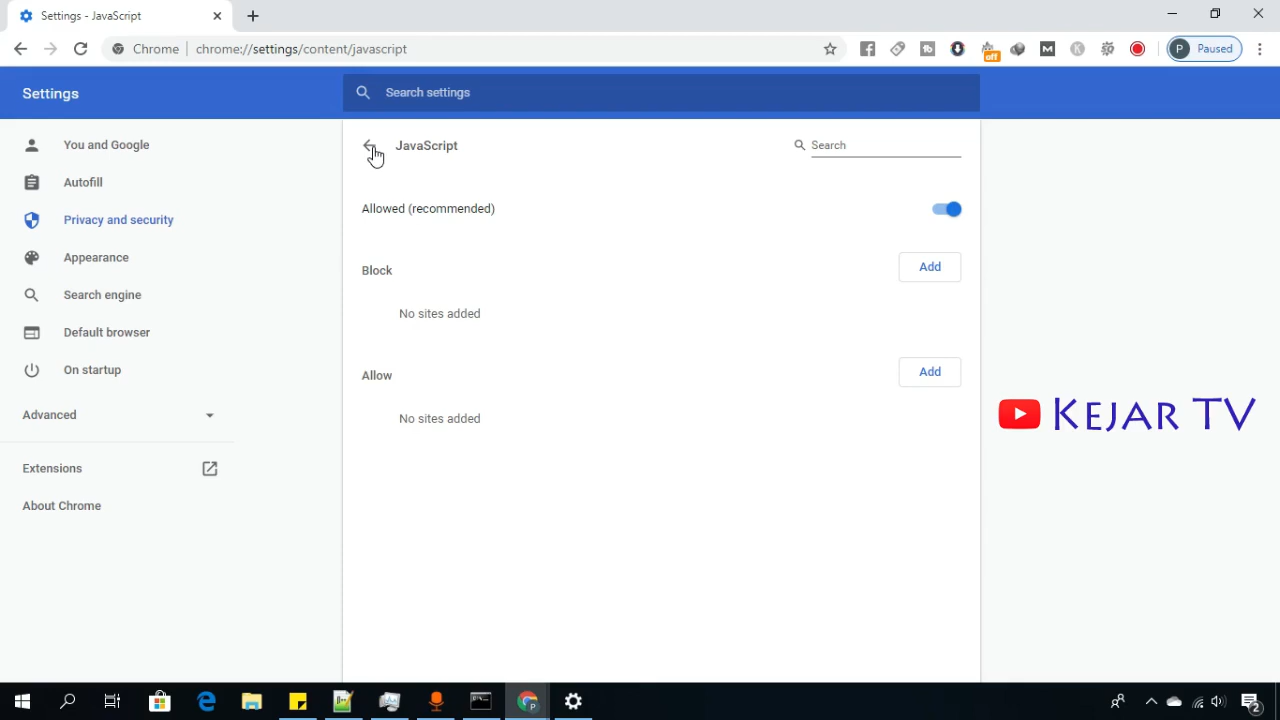 Settings - JavaScript
Chrome
chrome://settings/content/javascript
off
M
K
P
Paused
Settings
Search settings
You and Google
Autofill
Privacy and security
Appearance
Search engine
Default browser
On startup
Advanced
Extensions
About Chrome
JavaScript
Search
Allowed (recommended)
Block
Add
No sites added
Allow
Add
No sites added
KEJAR TV
P
2